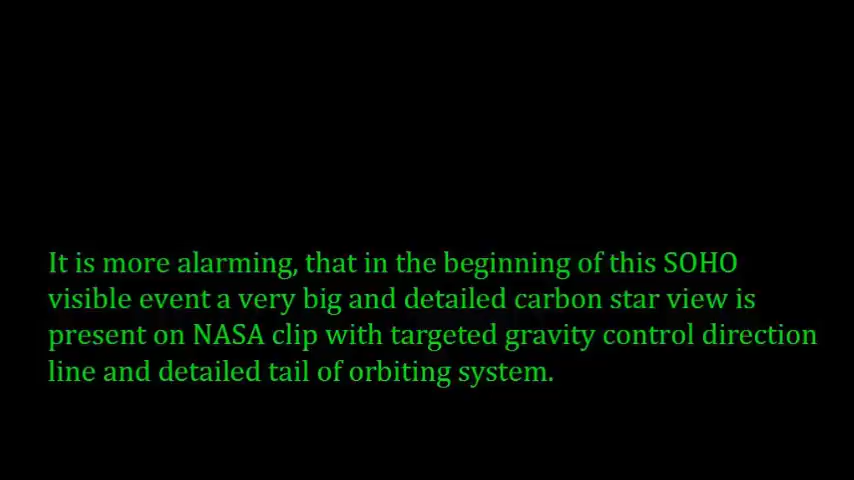 It is more alarming, that in the beginning of this SOHO
visible event a very big and detailed carbon star view is
present on NASA clip with targeted gravity control direction
line and detailed tail of orbiting system.